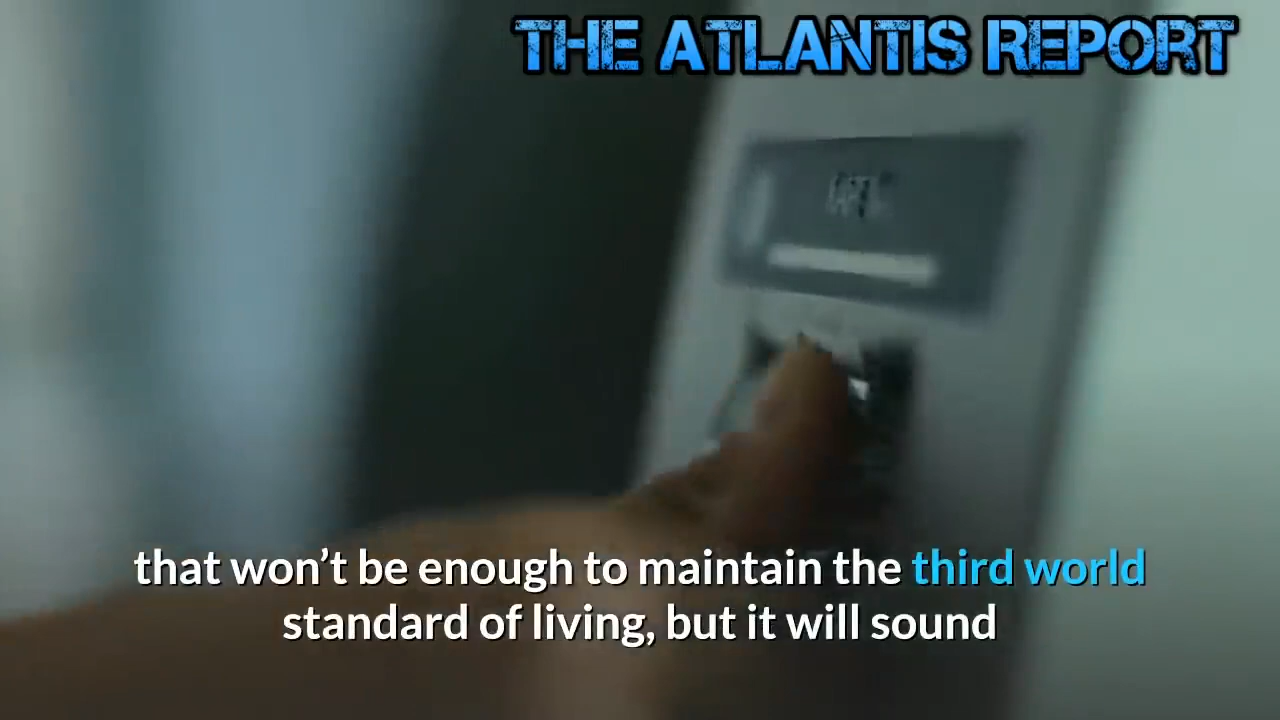 THE ATLANTIS REPORT
that won't be enough to maintain the third world
standard of living, but it will sound